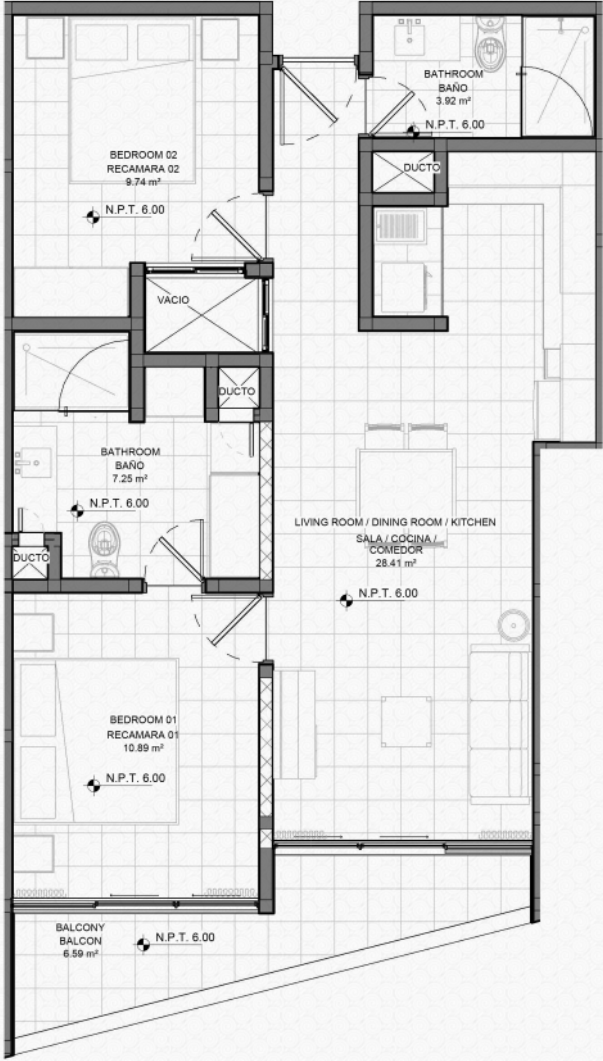 BATHROOM
BAÑO
3.92 m²
N.P.T. 6.00
BEDROOM 02
RECAMARA 02
9.74 m²
N.P.T. 6.00
DUCTO
VACIO
DUCTO
BATHROOM
BAÑO
7.25 m²
N.P.T. 6.00
LIVING ROOM / DINING ROOM / KITCHEN
SALA / COCINA /
COMEDOR
28.41 m²
N.P.T. 6.00
DUCTO
BEDROOM 01
RECAMARA 01
10.89 m²
N.P.T. 6.00
BALCONY
BALCON
6.59 m²
N.P.T. 6.00